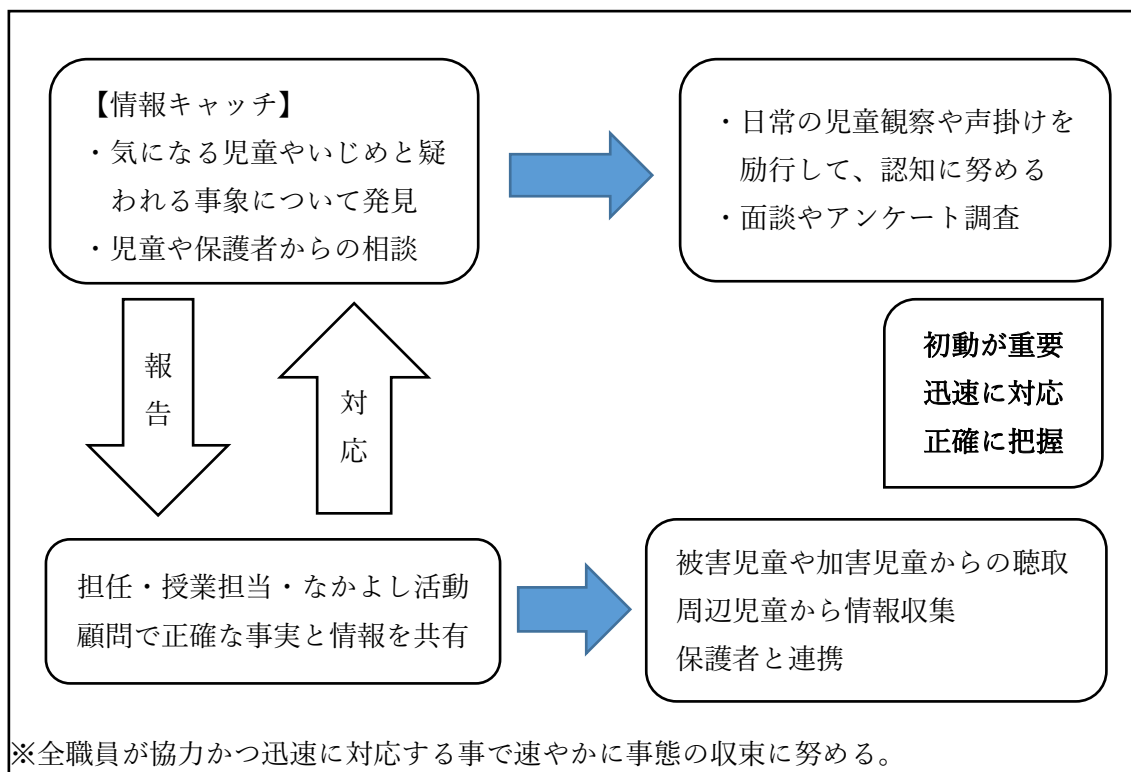 【情報キャッチ】
・気になる児童やいじめと疑
われる事象について発見
・児童や保護者からの相談
・日常の児童観察や声掛けを
励行して、認知に努める
・面談やアンケート調査
報
告
対
応
初動が重要
迅速に対応
正確に把握
担任・授業担当・なかよし活動
顧問で正確な事実と情報を共有
被害児童や加害児童からの聴取
周辺児童から情報収集
保護者と連携
※全職員が協力かつ迅速に対応する事で速やかに事態の収束に努める。